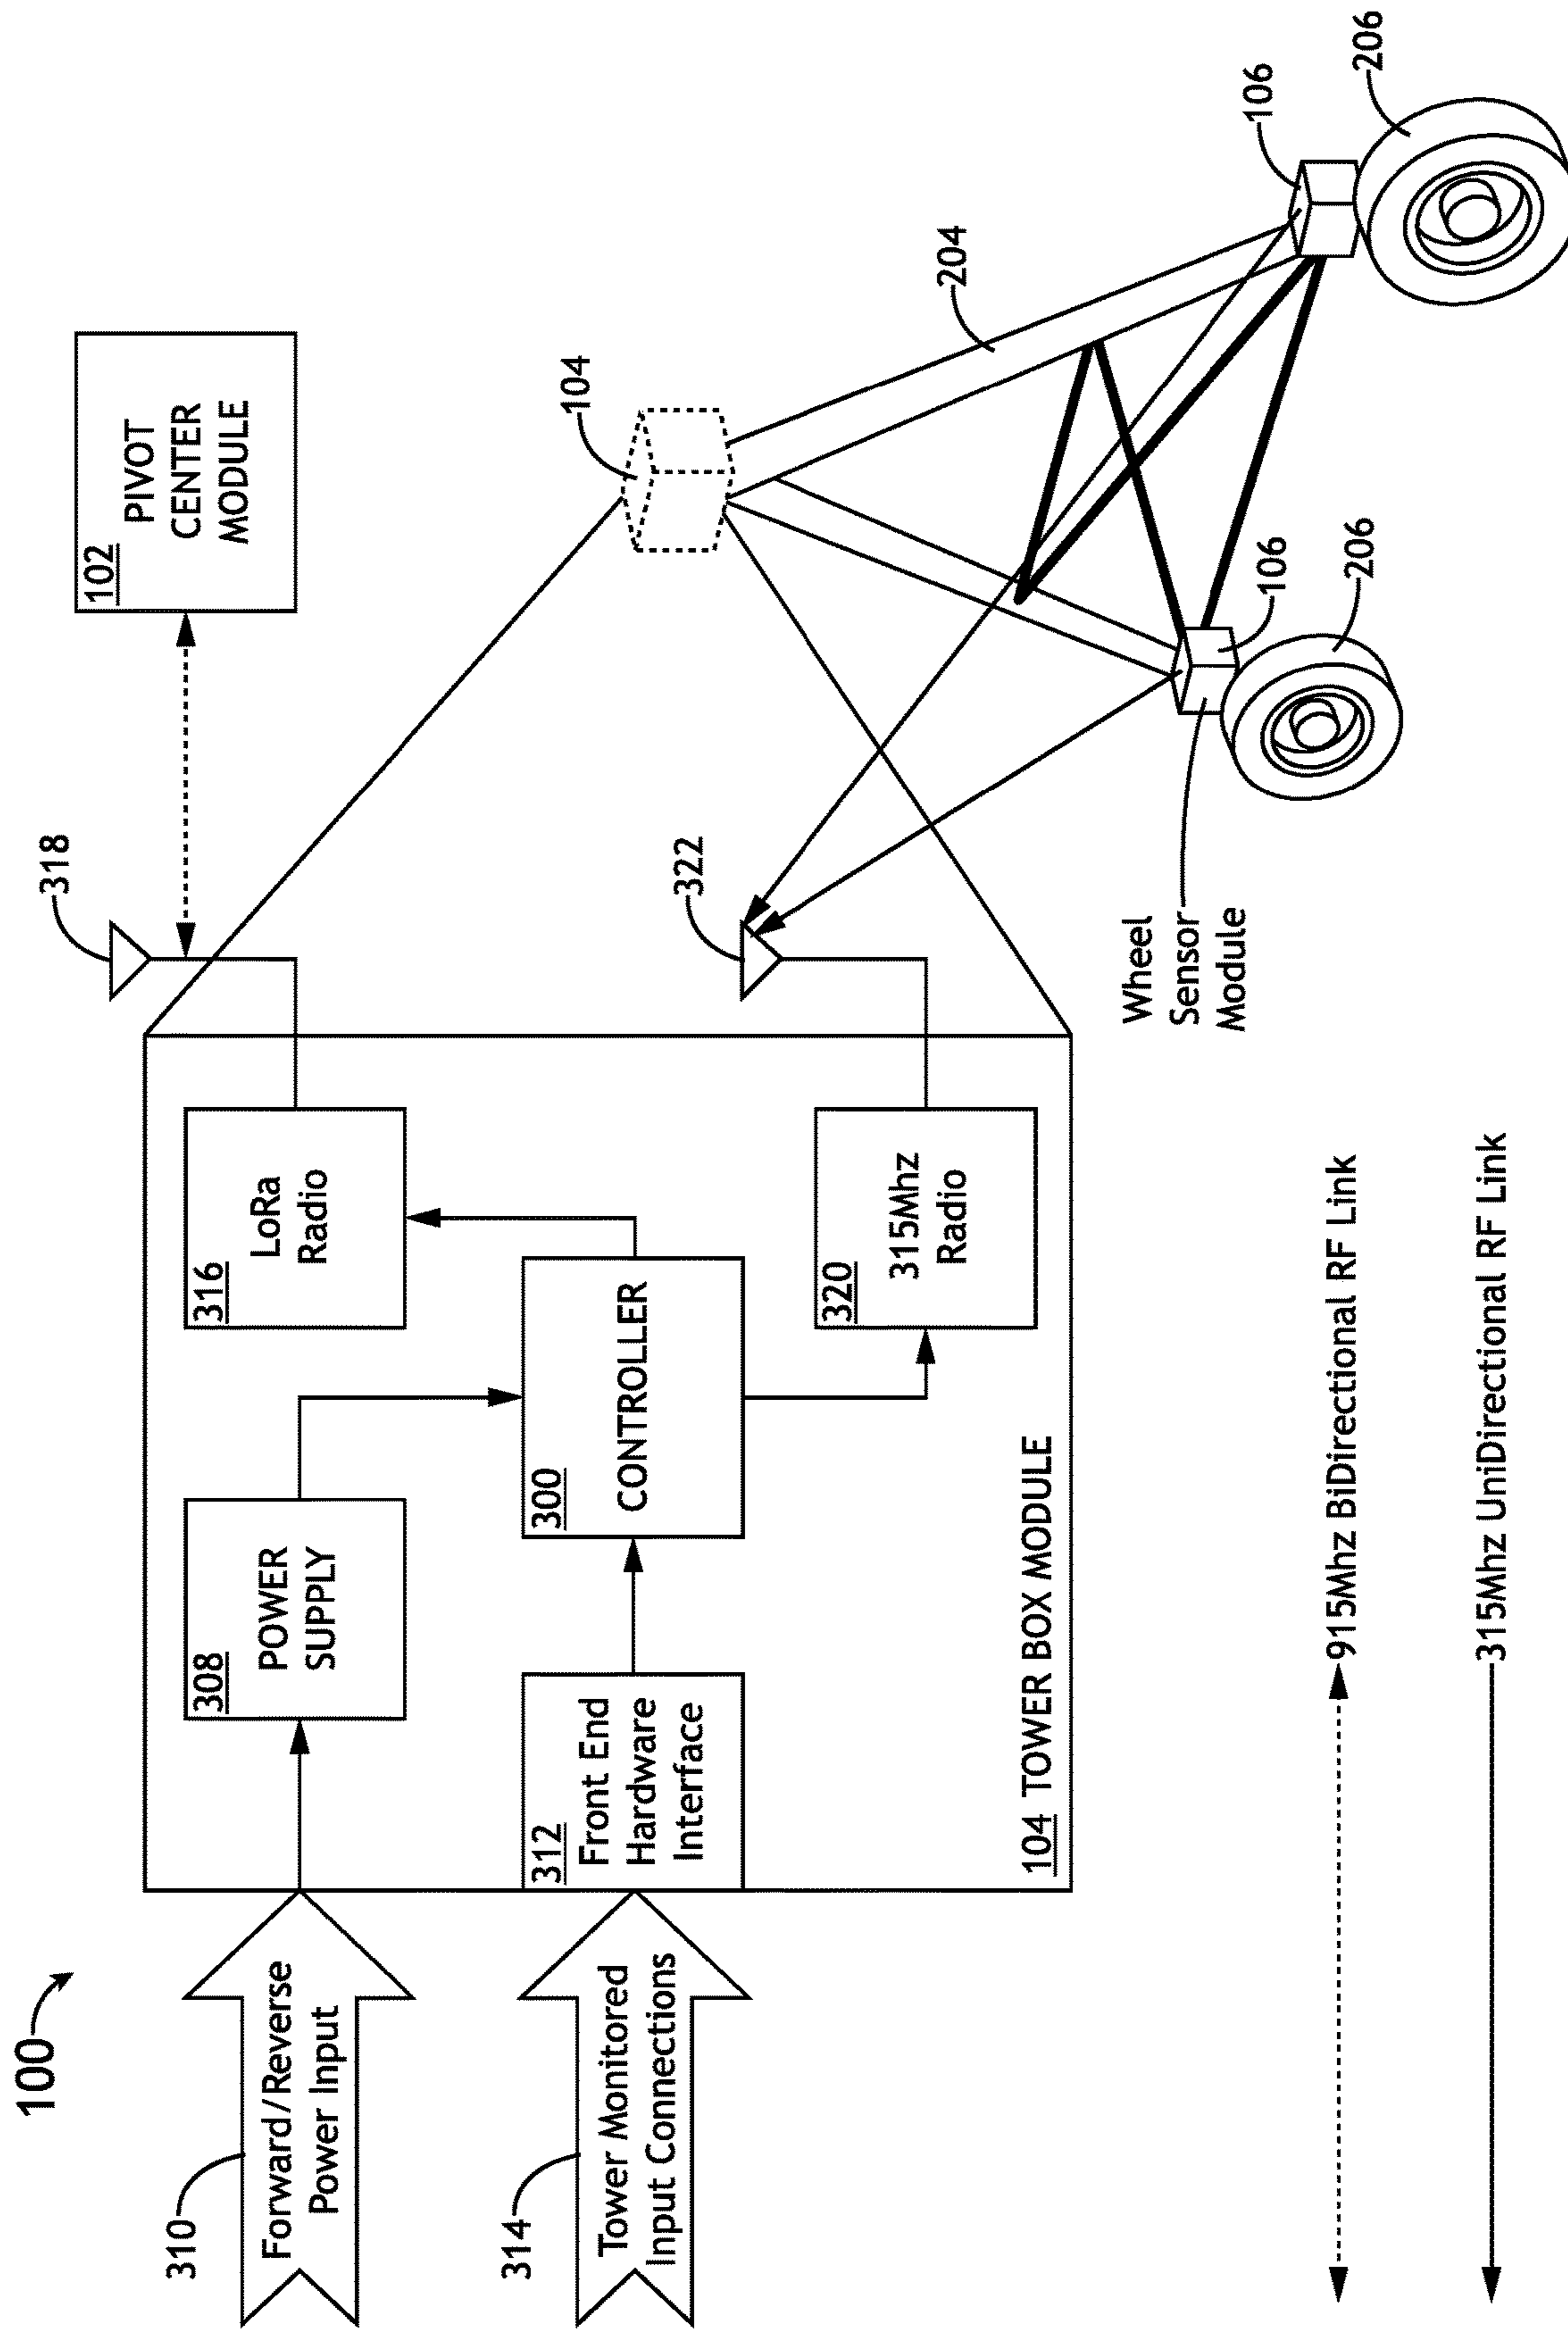 100
310
Forward/Reverse
Power Input
314
Tower Monitored
Input Connections
308
POWER
SUPPLY
312
Front End
Hardware
Interface
300
CONTROLLER
316
LoRa
Radio
320
315Mhz
Radio
104 TOWER BOX MODULE
318
322
102
PIVOT
CENTER
MODULE
104
204
106
206
106
206
Wheel
Sensor
Module
915Mhz BiDirectional RF Link
315Mhz UniDirectional RF Link